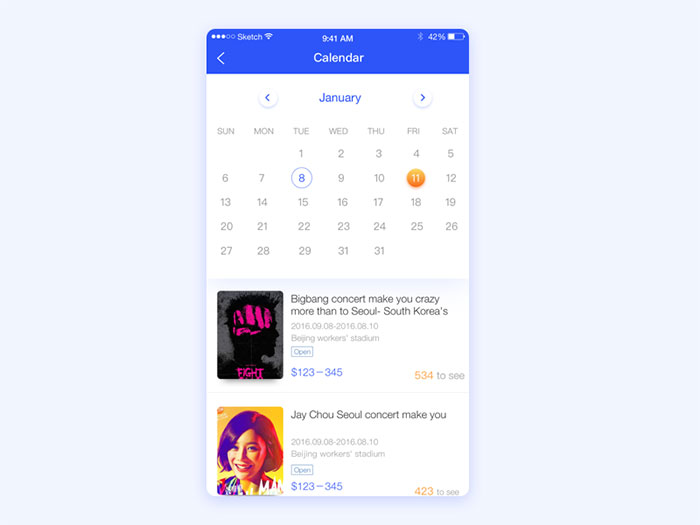 Sketch 9:41 AM 42%
Calendar
January
SUN MON TUE WED THU FRI SAT
1 2 3 4 5
6 7 8 9 10 11 12
13 14 15 16 17 18 19
20 21 22 23 24 25 26
27 28 29 31 31
Bigbang concert make you crazy
more than to Seoul- South Korea's
2016.09.08-2016.08.10
Beijing workers' stadium
Open
$123－345
534 to see
FIGHT
Jay Chou Seoul concert make you
2016.09.08-2016.08.10
Beijing workers' stadium
Open
$123－345
423 to see